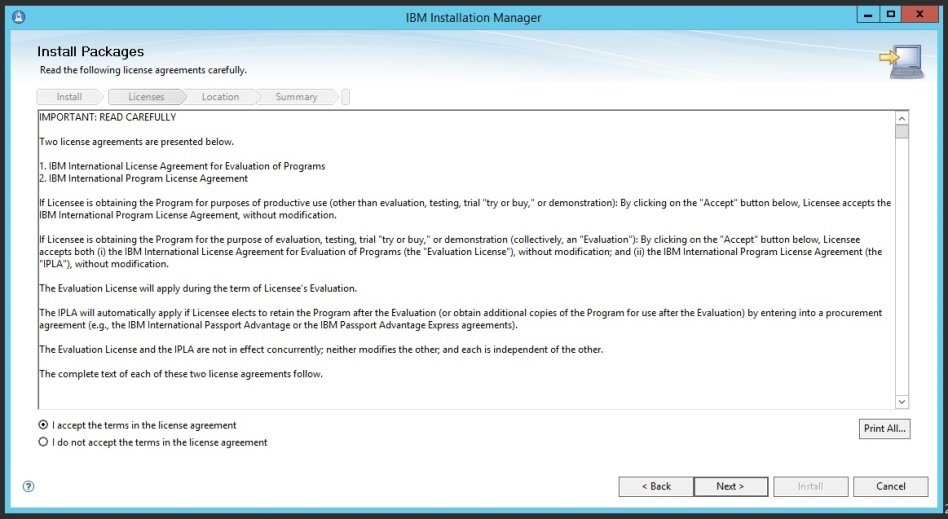 IBM Installation Manager
Install Packages
Read the following license agreements carefully.
Install
Licenses
Location
Summary
IMPORTANT: READ CAREFULLY
Two license agreements are presented below.
1. IBM International License Agreement for Evaluation of Programs
2. IBM International Program License Agreement
If Licensee is obtaining the Program for purposes of productive use (other than evaluation, testing, trial "try or buy," or demonstration): By clicking on the "Accept" button below, Licensee accepts the
IBM International Program License Agreement, without modification.
If Licensee is obtaining the Program for the purpose of evaluation, testing, trial "try or buy," or demonstration (collectively, an "Evaluation"): By clicking on the "Accept" button below, Licensee
accepts both (i) the IBM International License Agreement for Evaluation of Programs (the "Evaluation License"), without modification; and (ii) the IBM International Program License Agreement (the
"IPLA"), without modification.
The Evaluation License will apply during the term of Licensee's Evaluation.
The IPLA will automatically apply if Licensee elects to retain the Program after the Evaluation (or obtain additional copies of the Program for use after the Evaluation) by entering into a procurement
agreement (e.g., the IBM International Passport Advantage or the IBM Passport Advantage Express agreements).
The Evaluation License and the IPLA are not in effect concurrently; neither modifies the other; and each is independent of the other.
The complete text of each of these two license agreements follow.
I accept the terms in the license agreement
I do not accept the terms in the license agreement
Print All...
?
< Back
Next >
Install
Cancel